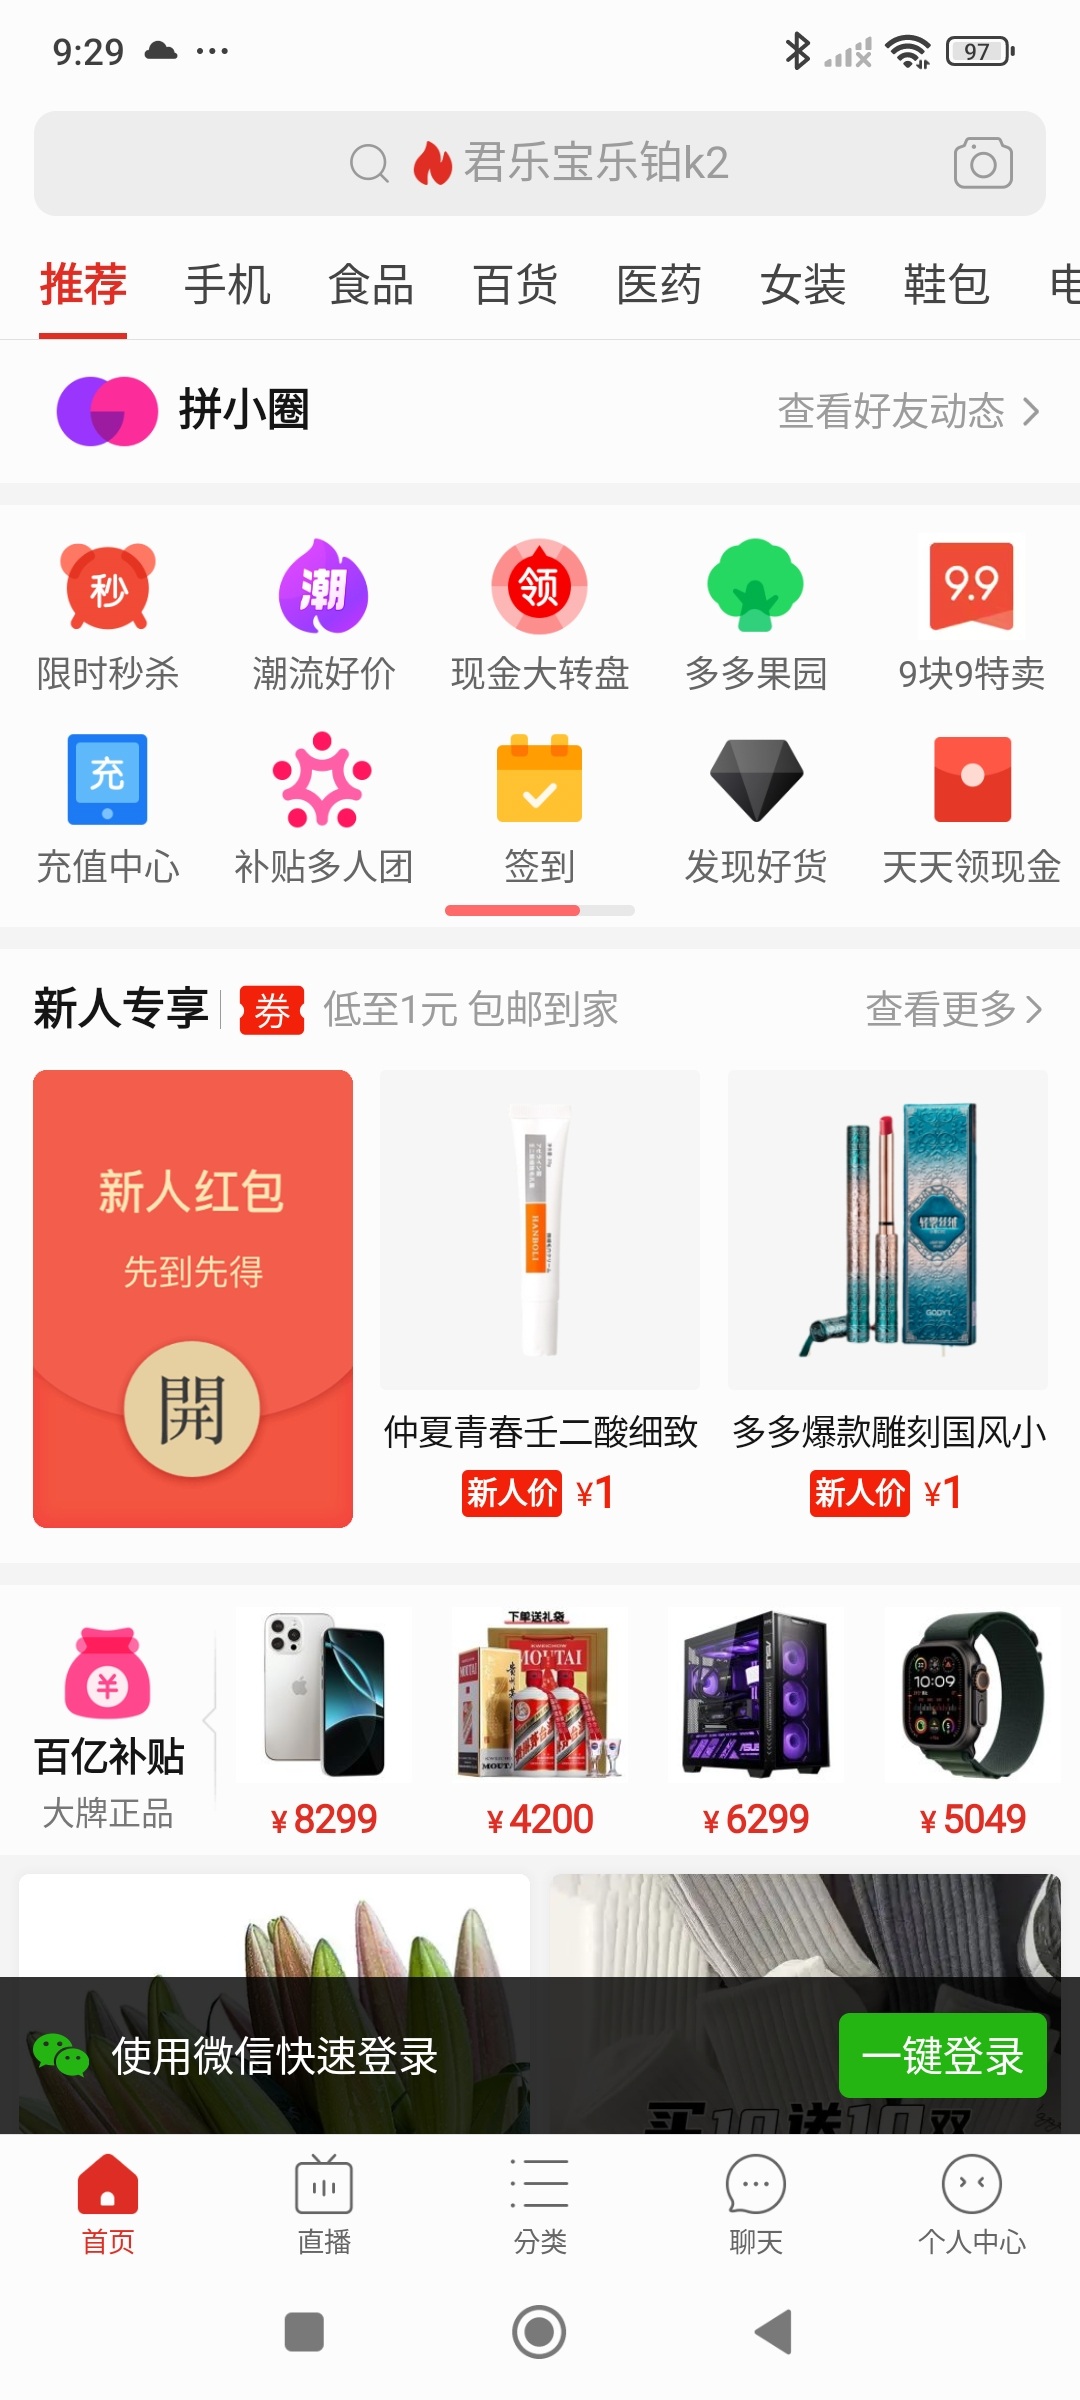 9:29
97
君乐宝乐铂k2
推荐 手机 食品 百货 医药 女装 鞋包
拼小圈 查看好友动态
秒 潮 领 9.9
限时秒杀 潮流好价 现金大转盘 多多果园 9块9特卖
充
充值中心 补贴多人团 签到 发现好货 天天领现金
新人专享 券 低至1元 包邮到家 查看更多
新人红包
先到先得
開
HANBOLI
GODYL
仲夏青春壬二酸细致 多多爆款雕刻国风小
新人价 ¥1 新人价 ¥1
下单送礼袋
MOUTAI
10:09
¥
百亿补贴
大牌正品
¥8299 ¥4200 ¥6299 ¥5049
使用微信快速登录 一键登录
买10送10双
首页 直播 分类 聊天 个人中心